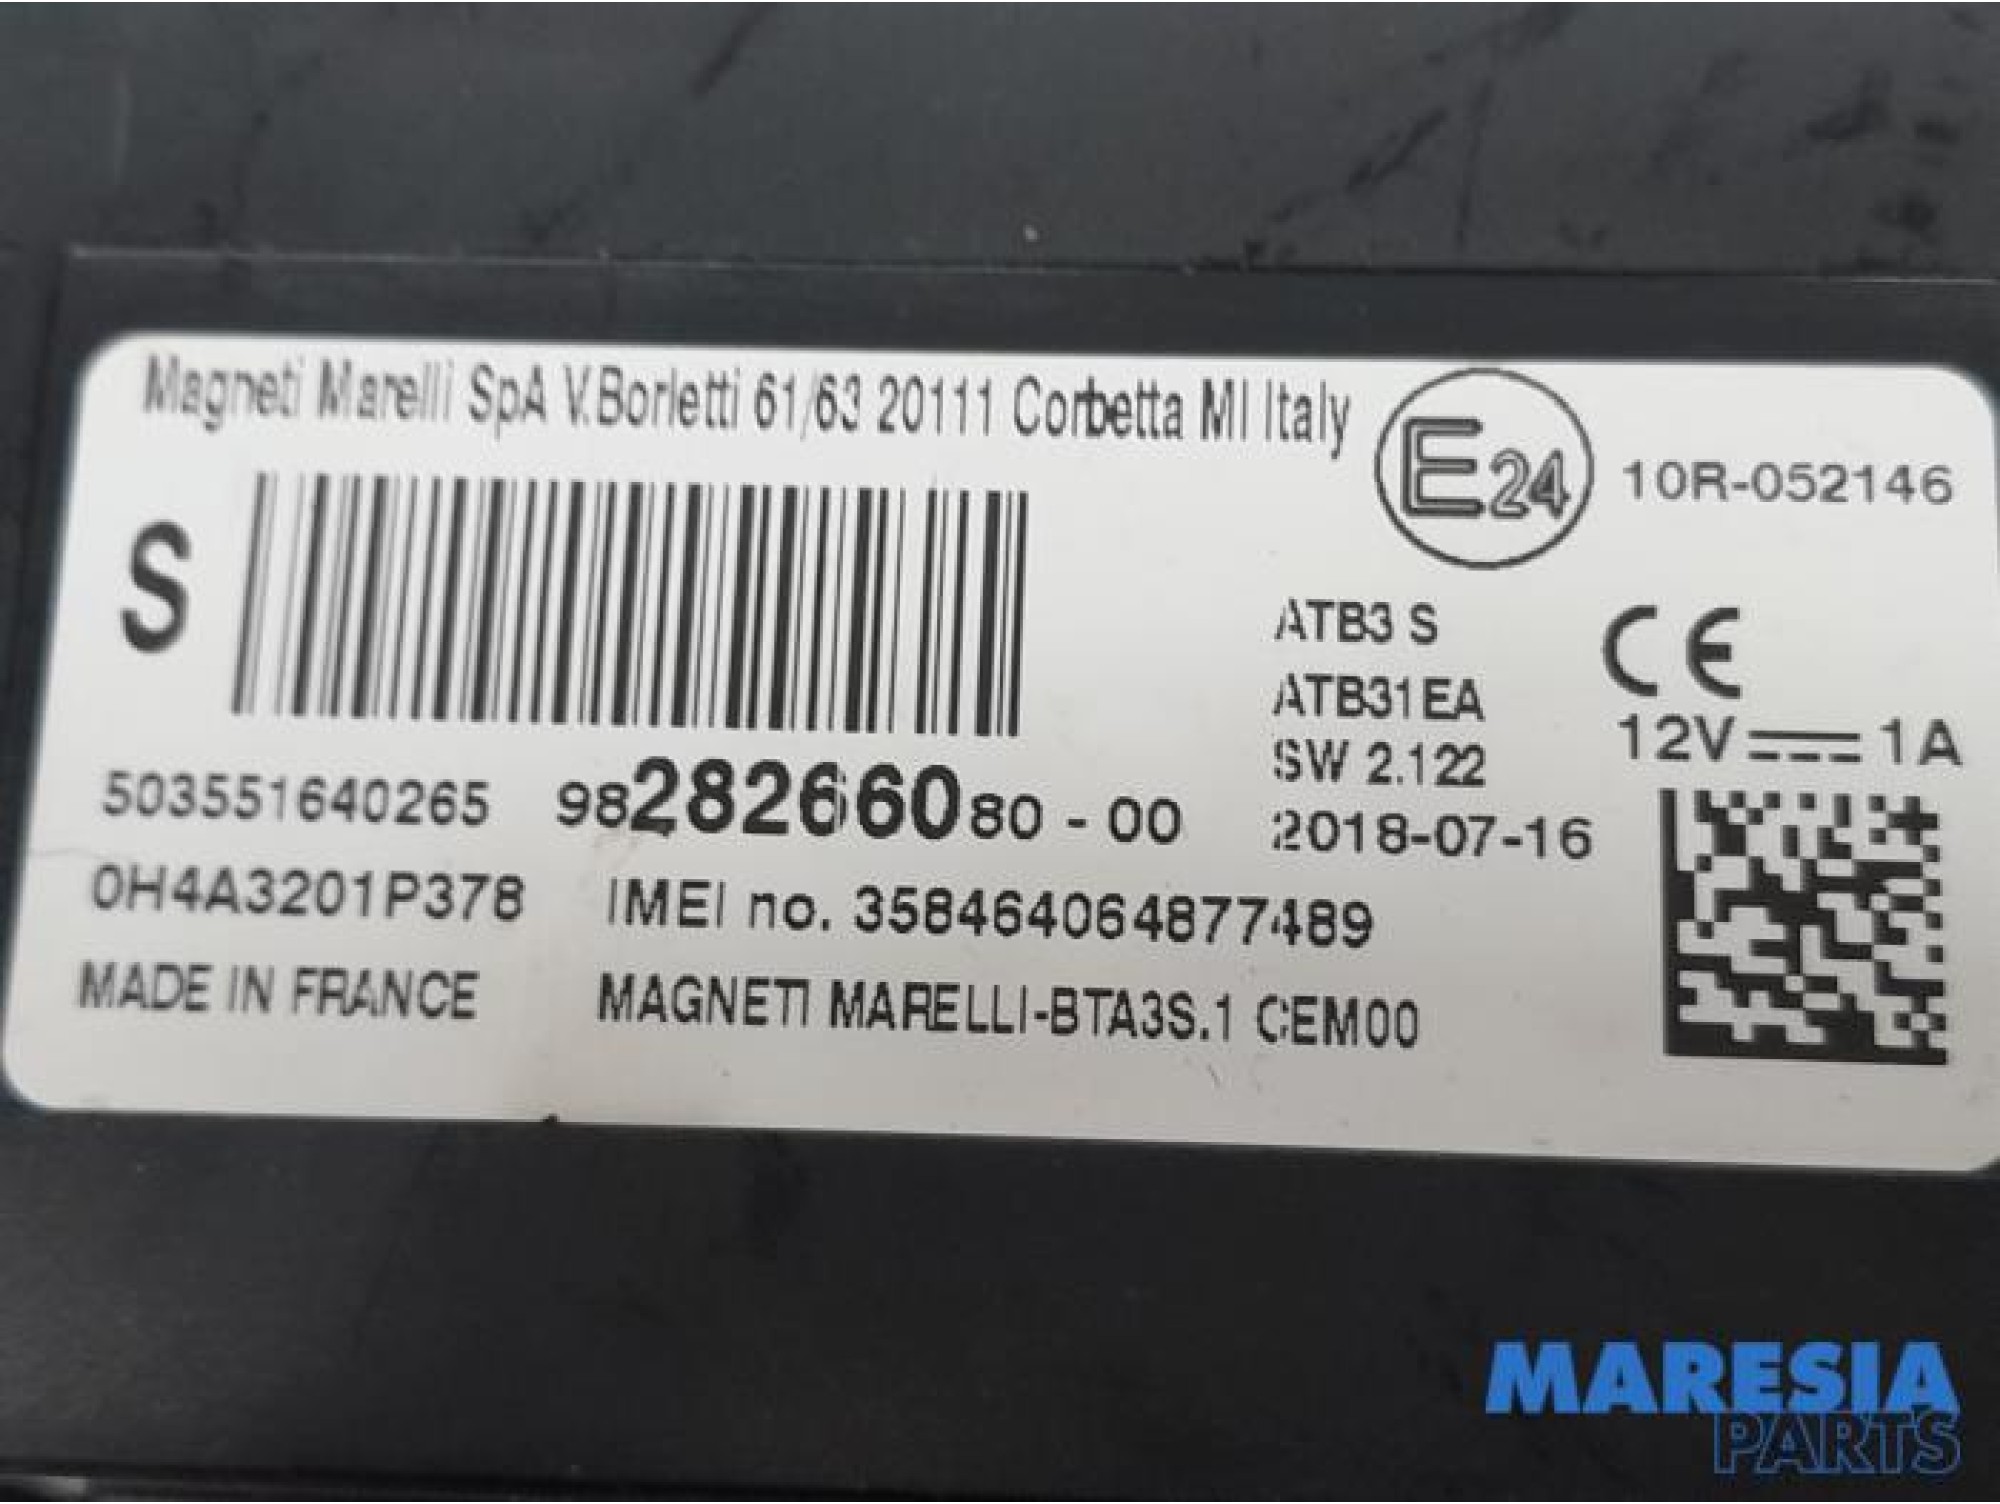 Magneti Marelli SpA V.Borletti 61/63 20111 Corbetta MI Italy
E24 10R-052146
S
ATB3 S
ATB31EA
SW 2.122
2018-07-16
CE
12V 1A
503551640265 9828266080-00
0H4A3201P378 IMEI no. 358464064877489
MADE IN FRANCE MAGNETI MARELLI-BTA3S.1 CEM00
MARESIA
PARTS